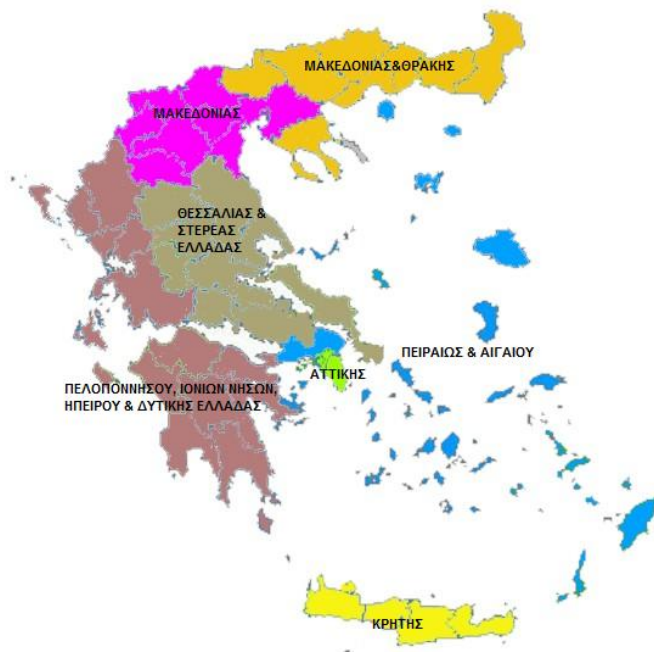 ΜΑΚΕΔΟΝΙΑΣ&ΘΡΑΚΗΣ
ΜΑΚΕΔΟΝΙΑΣ
ΘΕΣΣΑΛΙΑΣ &
ΣΤΕΡΕΑΣ
ΕΛΛΑΔΑΣ
ΠΕΙΡΑΙΩΣ & ΑΙΓΑΙΟΥ
ΑΤΤΙΚΗΣ
ΠΕΛΟΠΟΝΝΗΣΟΥ, ΙΟΝΙΩΝ ΝΗΣΩΝ,
ΗΠΕΙΡΟΥ & ΔΥΤΙΚΗΣ ΕΛΛΑΔΑΣ
ΚΡΗΤΗΣ